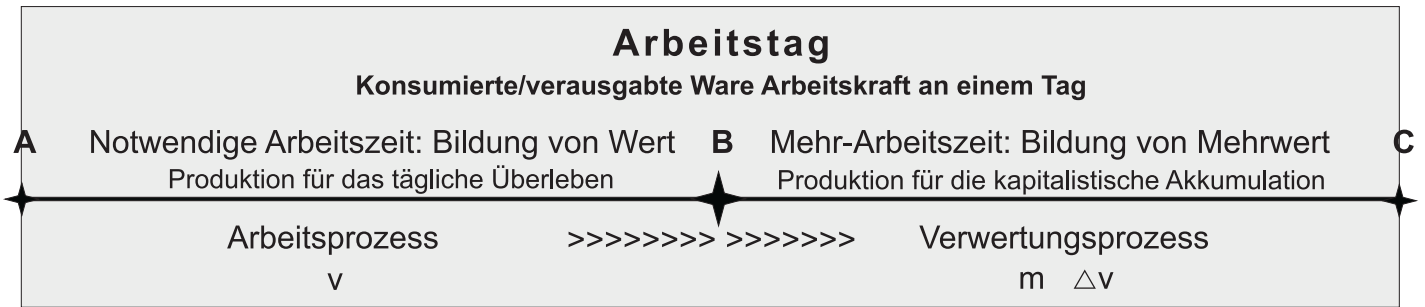 Arbeitstag
Konsumierte/verausgabte Ware Arbeitskraft an einem Tag
A Notwendige Arbeitszeit: Bildung von Wert B Mehr-Arbeitszeit: Bildung von Mehrwert C
Produktion für das tägliche Überleben Produktion für die kapitalistische Akkumulation
Arbeitsprozess >>>>>>>> >>>>>>> Verwertungsprozess
v m △v